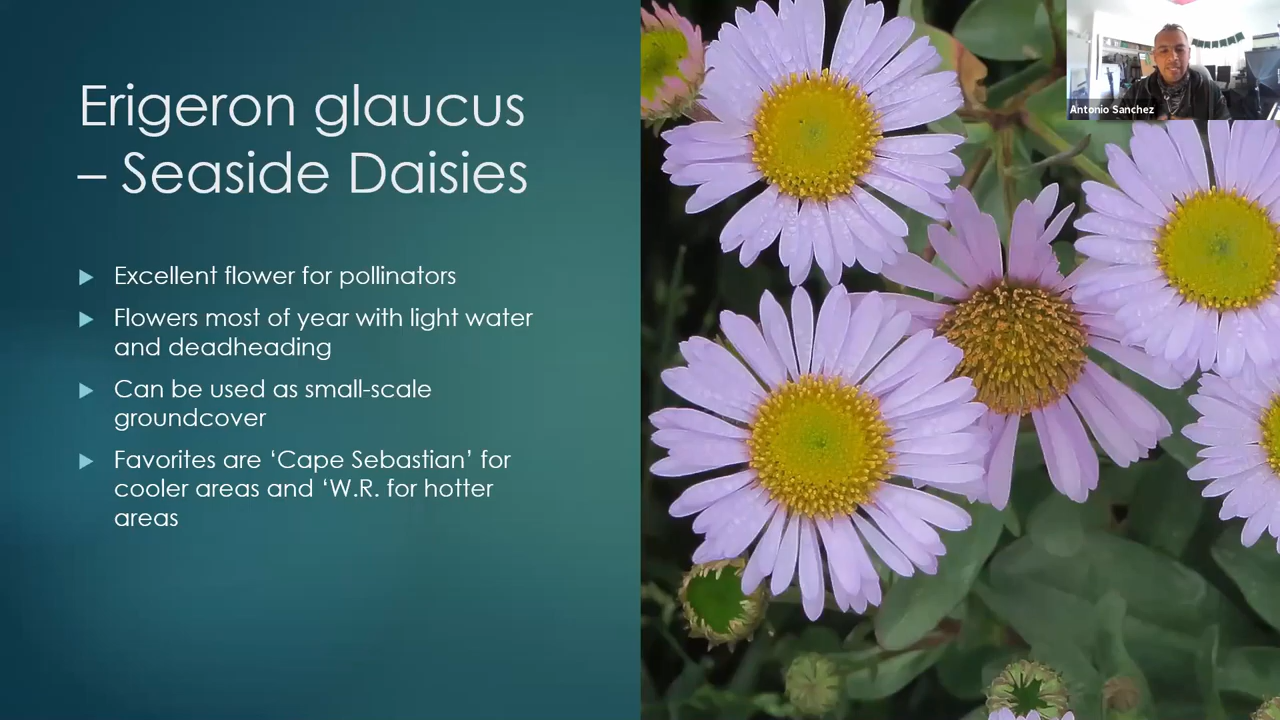 Erigeron glaucus
– Seaside Daisies
Excellent flower for pollinators
Flowers most of year with light water
and deadheading
Can be used as small-scale
groundcover
Favorites are ‘Cape Sebastian’ for
cooler areas and ‘W.R. for hotter
areas
Antonio Sanchez